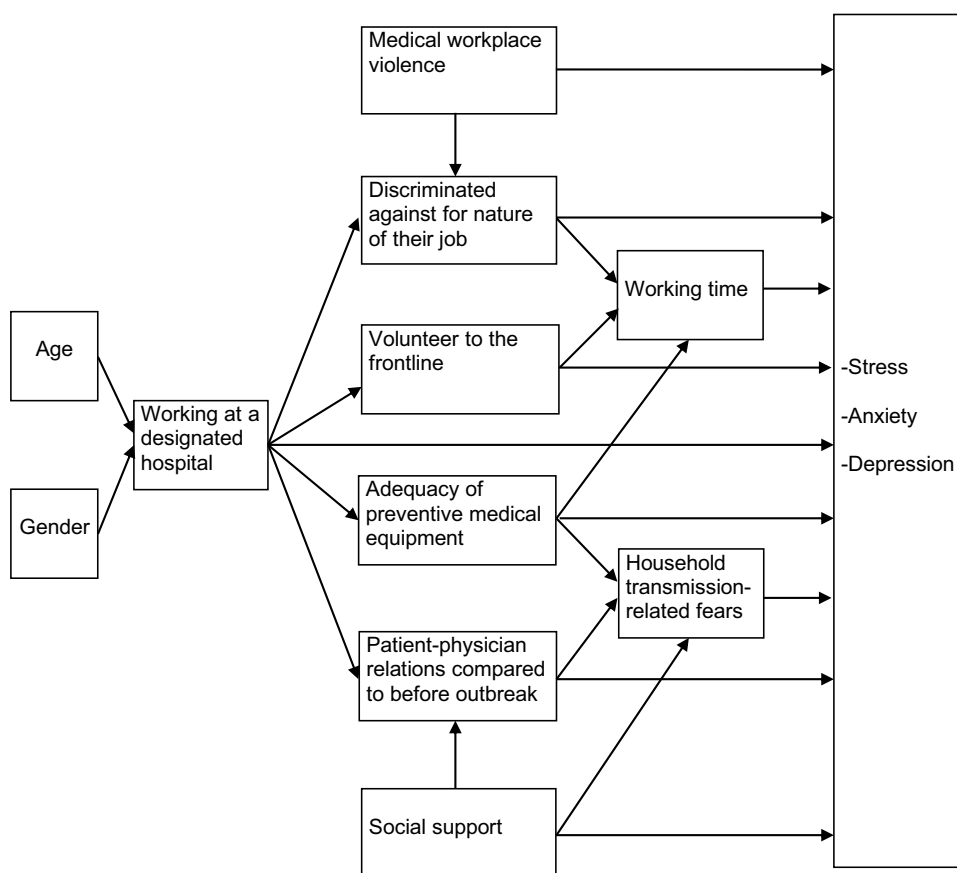 Medical workplace
violence
Discriminated
against for nature
of their job
Working time
Age
Volunteer to the
frontline
-Stress
Working at a
designated
hospital
-Anxiety
-Depression
Gender
Adequacy of
preventive medical
equipment
Household
transmission-
related fears
Patient-physician
relations compared
to before outbreak
Social support